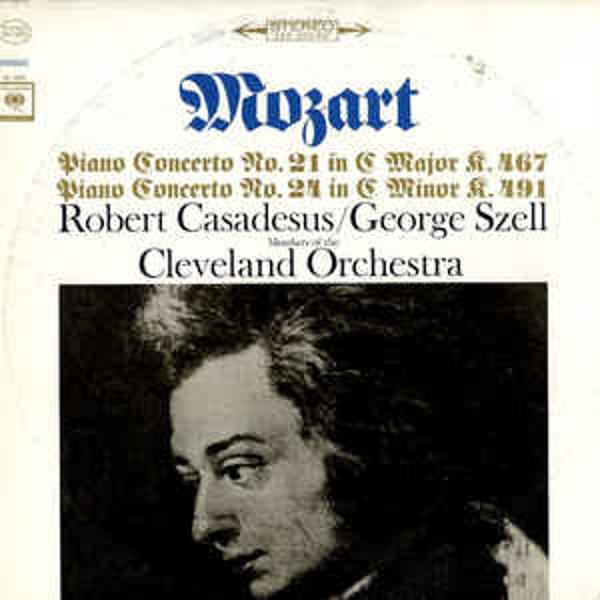 STEREO
Mozart
Piano Concerto No. 21 in C Major K. 467
Piano Concerto No. 24 in C Minor K. 491
Robert Casadesus/George Szell
Members of the
Cleveland Orchestra